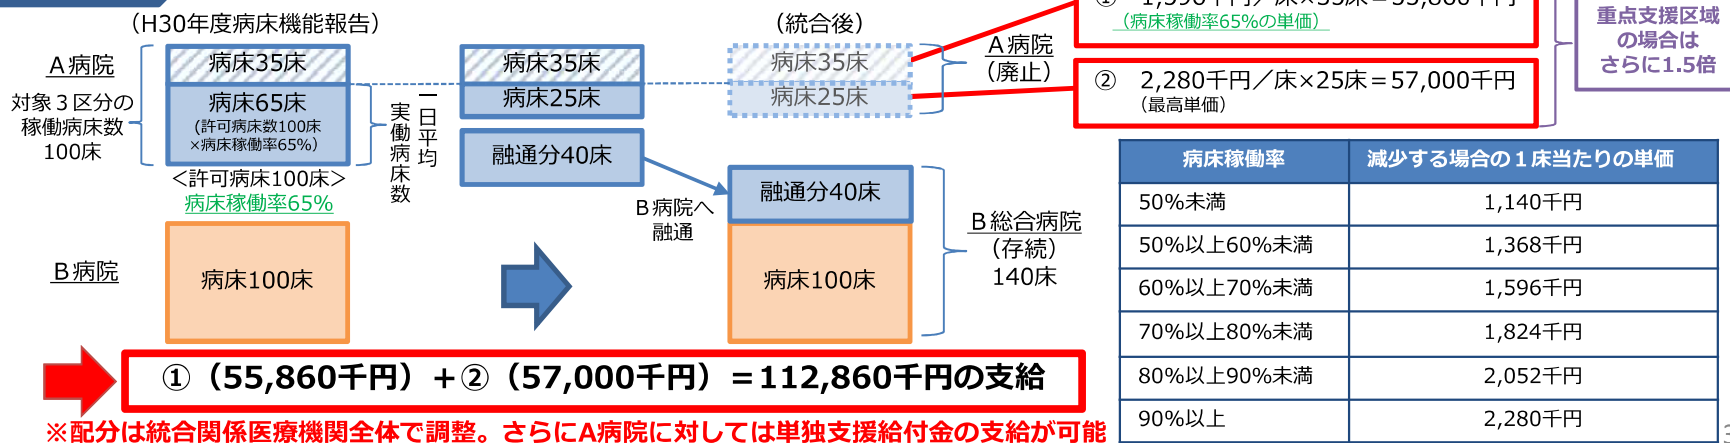 （H30年度病床機能報告）
Ａ病院
対象３区分の
稼働病床数
100床
病床35床
病床65床
(許可病床数100床
×病床稼働率65%）
＜許可病床100床＞
病床稼働率65%
一日平均
実働病床数
Ｂ病院
病床100床
病床35床
病床25床
融通分40床
Ｂ病院へ
融通
（統合後）
病床35床
病床25床
Ａ病院
（廃止）
融通分40床
病床100床
Ｂ総合病院
（存続）
140床
①　1,596千円／床×35床＝55,860千円
（病床稼働率65%の単価）
②　2,280千円／床×25床＝57,000千円
（最高単価）
重点支援区域
の場合は
さらに1.5倍
病床稼働率 減少する場合の１床当たりの単価
50%未満 1,140千円
50%以上60%未満 1,368千円
60%以上70%未満 1,596千円
70%以上80%未満 1,824千円
80%以上90%未満 2,052千円
90%以上 2,280千円
①（55,860千円）＋②（57,000千円）＝112,860千円の支給
※配分は統合関係医療機関全体で調整。さらにA病院に対しては単独支援給付金の支給が可能